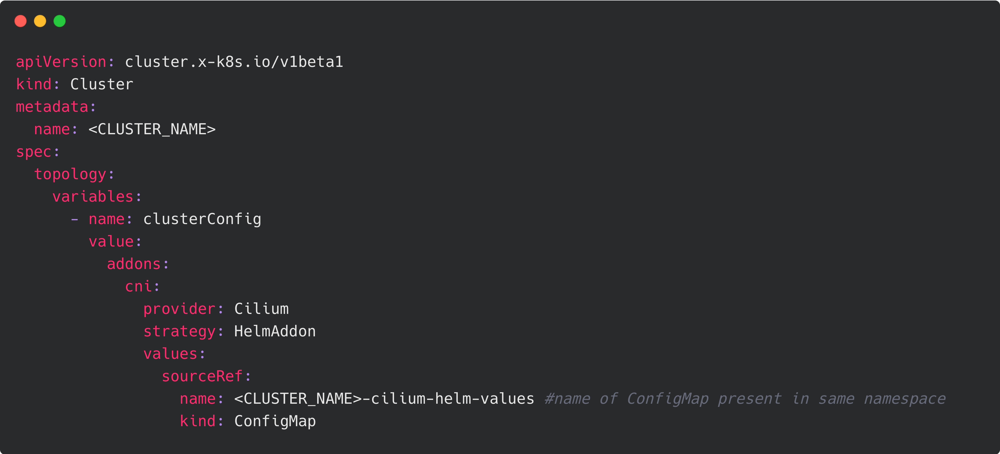 apiVersion: cluster.x-k8s.io/v1beta1
kind: Cluster
metadata:
  name: <CLUSTER_NAME>
spec:
  topology:
    variables:
      - name: clusterConfig
        value:
          addons:
            cni:
              provider: Cilium
              strategy: HelmAddon
              values:
                sourceRef:
                  name: <CLUSTER_NAME>-cilium-helm-values #name of ConfigMap present in same namespace
                  kind: ConfigMap